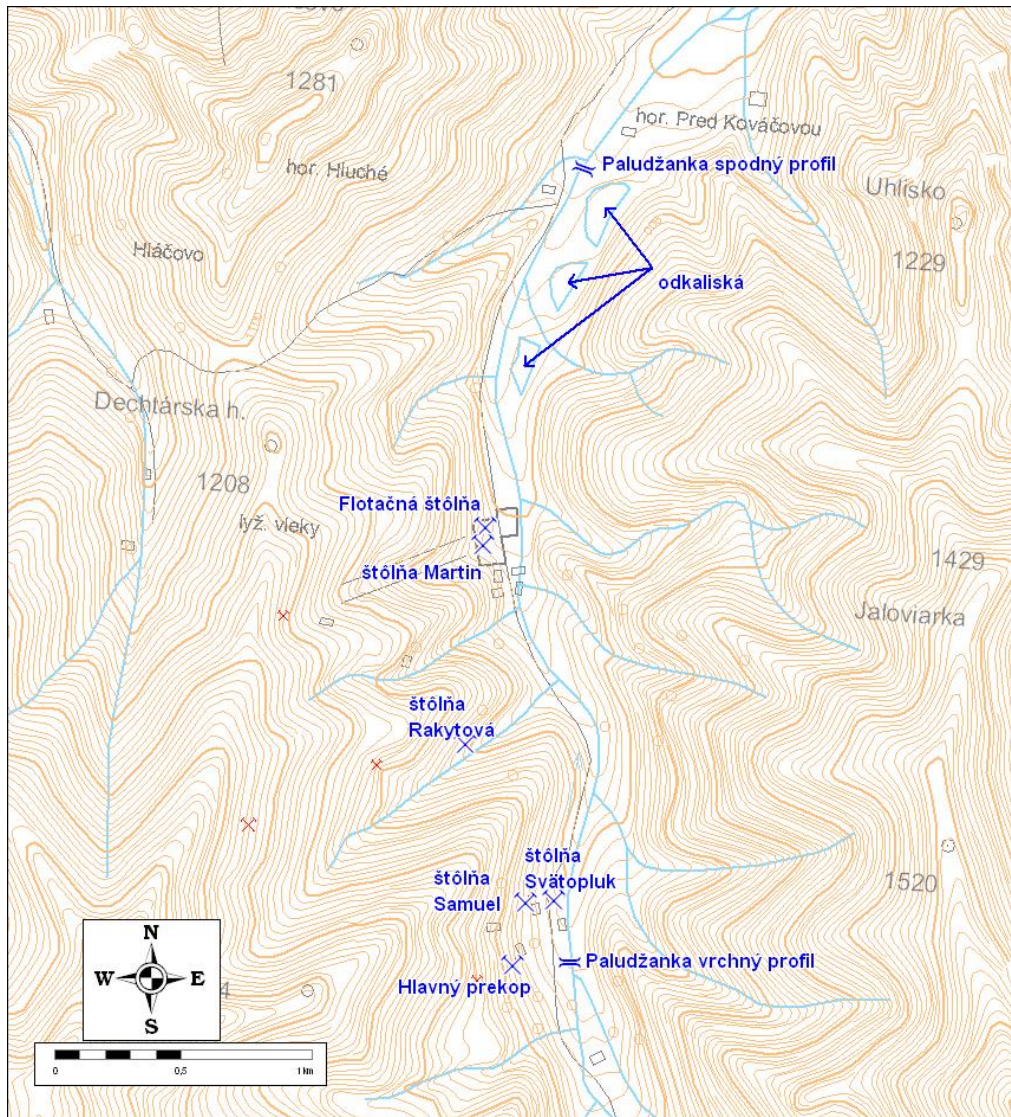 1281
hor. Pred Kováčovou
hor. Hluché
Paludžanka spodný profil
Uhlisko
Hláčovo
1229
odkaliská
Dechtárska h.
1208
Flotačná štôlňa
lyž. vleky
1429
štôlňa Martin
Jaloviarka
štôlňa
Rakytová
štôlňa
Svätopluk
štôlňa
Samuel
1520
Paludžanka vrchný profil
Hlavný prekop
N
W
E
S
4
0
0,5
1 km